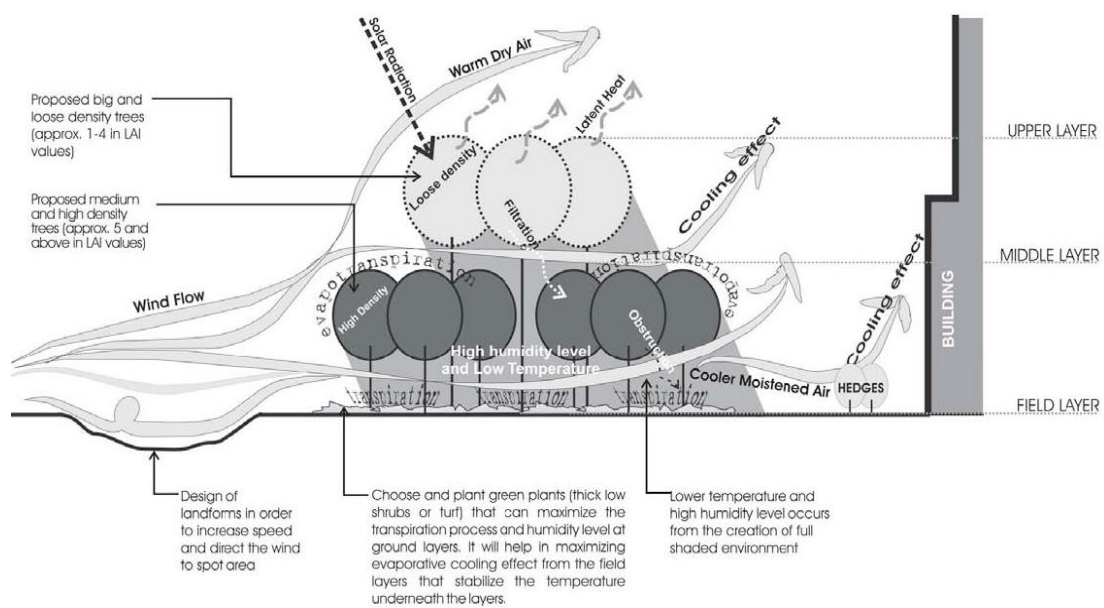 Solar Radiation
Warm Dry Air
Latent Heat
Proposed big and
loose density trees
(approx. 1-4 in LAI
values)
Loose density
UPPER LAYER
Cooling effect
Proposed medium
and high density
trees (approx. 5 and
above in LAI values)
Filtration
MIDDLE LAYER
evapotranspiration
evapotranspiration
Cooling effect
Wind Flow
High Density
Obstruction
BUILDING
High humidity level
and Low Temperature
Cooler Moistened Air
HEDGES
transpiration
transpiration
transpiration
FIELD LAYER
Design of
landforms in order
to increase speed
and direct the wind
to spot area
Choose and plant green plants (thick low
shrubs or turf) that can maximize the
transpiration process and humidity level at
ground layers. It will help in maximizing
evaporative cooling effect from the field
layers that stabilize the temperature
underneath the layers.
Lower temperature and
high humidity level occurs
from the creation of full
shaded environment